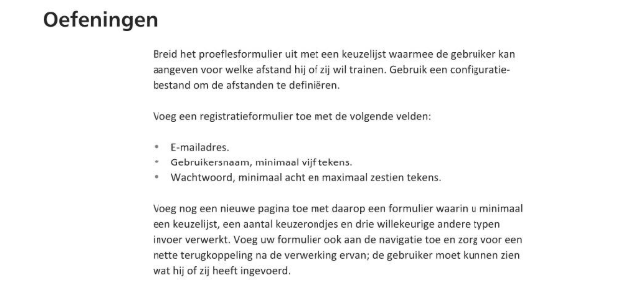 Oefeningen
Breid het proeflesformulier uit met een keuzelijst waarmee de gebruiker kan
aangeven voor welke afstand hij of zij wil trainen. Gebruik een configuratie-
bestand om de afstanden te definiëren.
Voeg een registratieformulier toe met de volgende velden:
• E-mailadres.
• Gebruikersnaam, minimaal vijf tekens.
• Wachtwoord, minimaal acht en maximaal zestien tekens.
Voeg nog een nieuwe pagina toe met daarop een formulier waarin u minimaal
een keuzelijst, een aantal keuzerondjes en drie willekeurige andere typen
invoer verwerkt. Voeg uw formulier ook aan de navigatie toe en zorg voor een
nette terugkoppeling na de verwerking ervan; de gebruiker moet kunnen zien
wat hij of zij heeft ingevoerd.